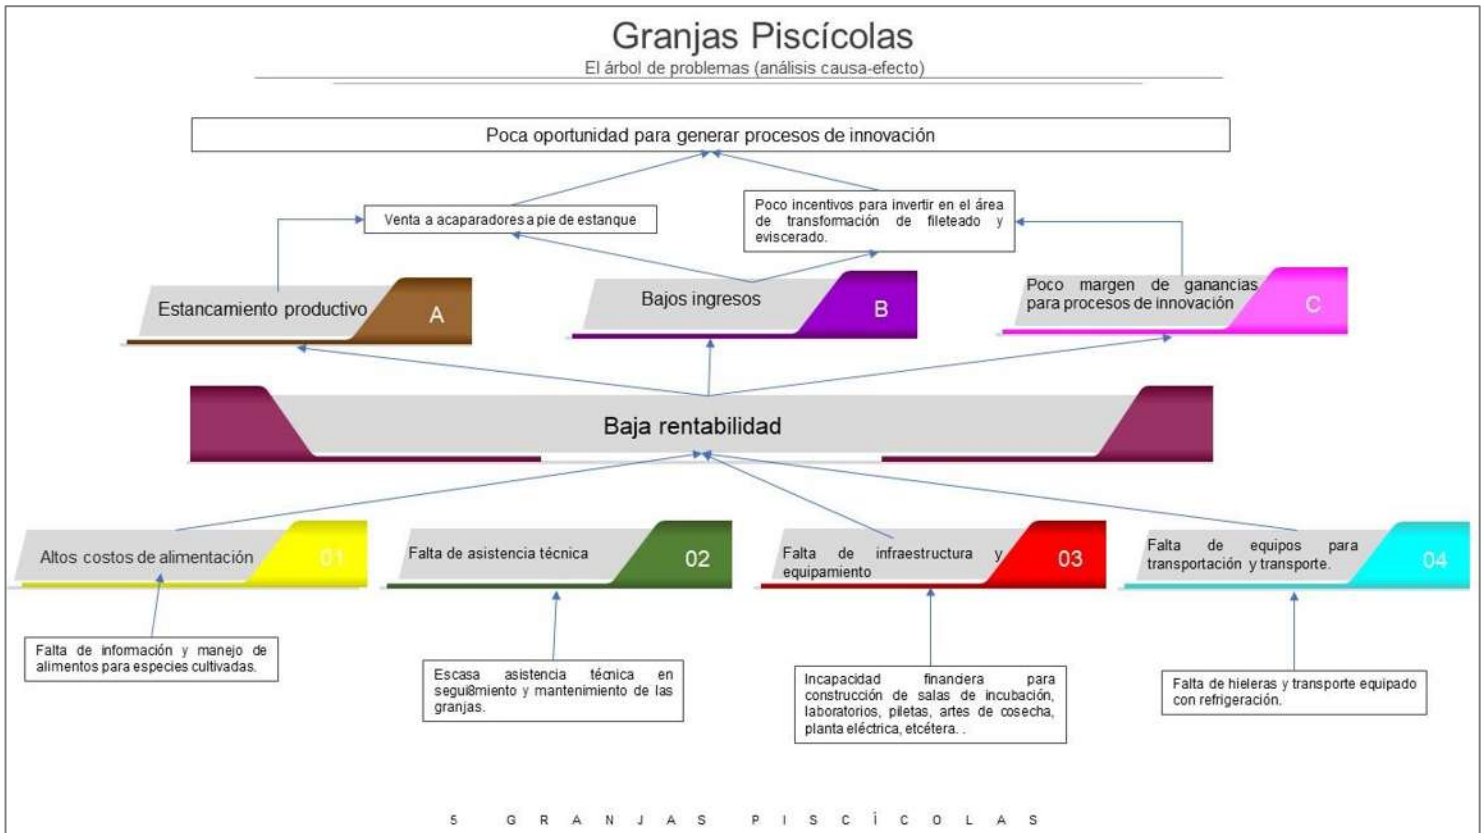 Granjas Piscícolas
El árbol de problemas (análisis causa-efecto)
Poca oportunidad para generar procesos de innovación
Venta a acaparadores a pie de estanque
Poco incentivos para invertir en el área
de transformación de fileteado y
eviscerado.
Estancamiento productivo
A
Bajos ingresos
B
Poco margen de ganancias
para procesos de innovación
C
Baja rentabilidad
Altos costos de alimentación
01
Falta de asistencia técnica
02
Falta de infraestructura y
equipamiento
03
Falta de equipos para
transportación y transporte.
04
Falta de información y manejo de
alimentos para especies cultivadas.
Escasa asistencia técnica en
segui8miento y mantenimiento de las
granjas.
Incapacidad financiera para
construcción de salas de incubación,
laboratorios, piletas, artes de cosecha,
planta eléctrica, etcétera. .
Falta de hieleras y transporte equipado
con refrigeración.
5 G R A N J A S P I S C Í C O L A S